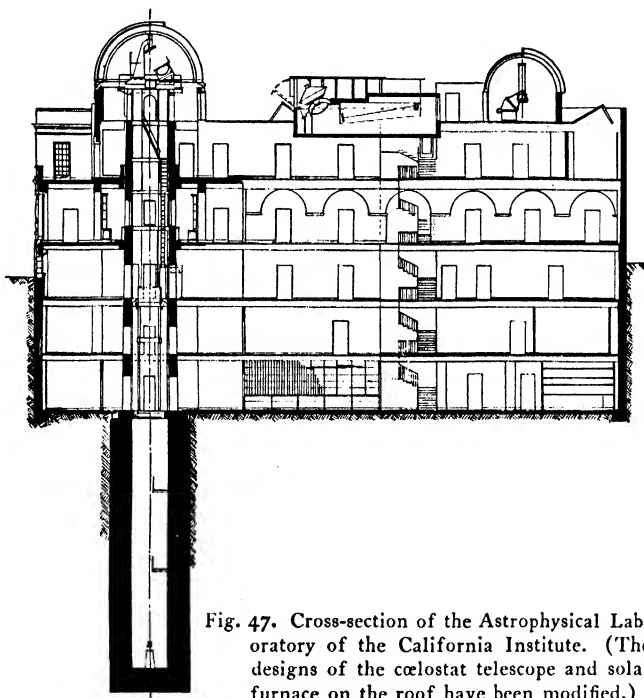 Fig. 47. Cross-section of the Astrophysical Lab-
oratory of the California Institute. (The
designs of the cœlostat telescope and sola
furnace on the roof have been modified.)